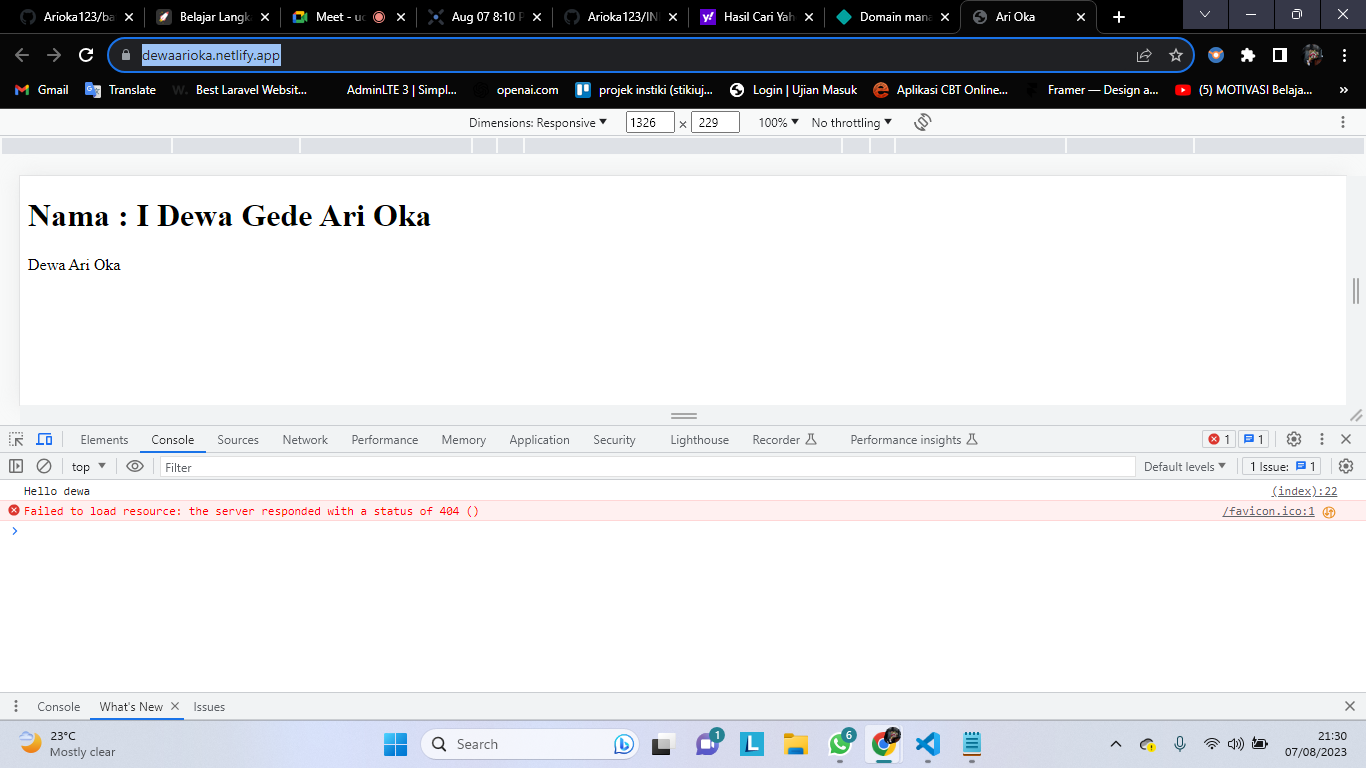 Arioka123/ba
Belajar Langk
Meet - uc
Aug 07 8:10 P
Arioka123/IN
Hasil Cari Yah
Domain mana
Ari Oka
dewaarioka.netlify.app
Gmail
Translate
Best Laravel Websit...
AdminLTE 3 | Simpl...
openai.com
projek instiki (stikiuj...
Login | Ujian Masuk
Aplikasi CBT Online...
Framer — Design a...
(5) MOTIVASI Belaja...
»
Dimensions: Responsive 1326 × 229 100% No throttling
Nama : I Dewa Gede Ari Oka
Dewa Ari Oka
Elements Console Sources Network Performance Memory Application Security Lighthouse Recorder Performance insights 1 1
top Filter Default levels 1 Issue: 1
Hello dewa (index):22
Failed to load resource: the server responded with a status of 404 () /favicon.ico:1
Console What's New Issues
23°C
Mostly clear
Search
1
6
21:30
07/08/2023